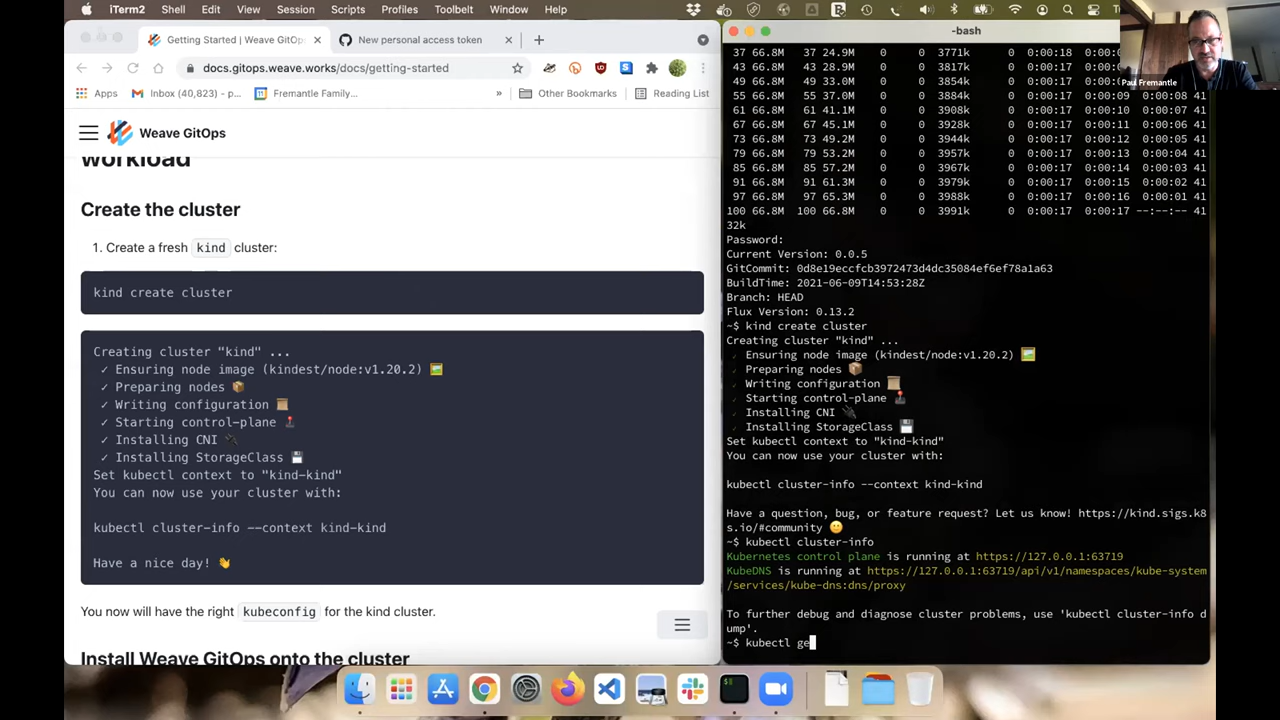 iTerm2 Shell Edit View Session Scripts Profiles Toolbelt Window Help
Getting Started | Weave GitOps
New personal access token
docs.gitops.weave.works/docs/getting-started
Apps
Inbox (40,823) – p...
Fremantle Family...
»
Other Bookmarks
Reading List
Weave GitOps
workload
Create the cluster
1. Create a fresh kind cluster:
kind create cluster
Creating cluster "kind" ...
✓ Ensuring node image (kindest/node:v1.20.2) 🖼
✓ Preparing nodes 📦
✓ Writing configuration 📜
✓ Starting control-plane 🕹
✓ Installing CNI 🔌
✓ Installing StorageClass 💾
Set kubectl context to "kind-kind"
You can now use your cluster with:
kubectl cluster-info --context kind-kind
Have a nice day! 👋
You now will have the right kubeconfig for the kind cluster.
Install Weave GitOps onto the cluster
-bash
37 66.8M 37 24.9M 0 0 3771k 0 0:00:18
43 66.8M 43 28.9M 0 0 3817k 0
49 66.8M 49 33.0M 0 0 3854k 0
55 66.8M 55 37.0M 0 0 3884k 0 0:00:17 0:00:09 0:00:08 41
61 66.8M 61 41.1M 0 0 3908k 0 0:00:17 0:00:10 0:00:07 41
67 66.8M 67 45.1M 0 0 3928k 0 0:00:17 0:00:11 0:00:06 41
73 66.8M 73 49.2M 0 0 3944k 0 0:00:17 0:00:12 0:00:05 41
79 66.8M 79 53.2M 0 0 3957k 0 0:00:17 0:00:13 0:00:04 41
85 66.8M 85 57.2M 0 0 3967k 0 0:00:17 0:00:14 0:00:03 41
91 66.8M 91 61.3M 0 0 3979k 0 0:00:17 0:00:15 0:00:02 41
97 66.8M 97 65.3M 0 0 3988k 0 0:00:17 0:00:16 0:00:01 41
100 66.8M 100 66.8M 0 0 3991k 0 0:00:17 0:00:17 --:--:-- 41
32k
Password:
Current Version: 0.0.5
GitCommit: 0d8e19eccfcb3972473d4dc35084ef6ef78a1a63
BuildTime: 2021-06-09T14:53:28Z
Branch: HEAD
Flux Version: 0.13.2
~$ kind create cluster
Creating cluster "kind" ...
✓ Ensuring node image (kindest/node:v1.20.2) 🖼
✓ Preparing nodes 📦
✓ Writing configuration 📜
✓ Starting control-plane 🕹
✓ Installing CNI 🔌
✓ Installing StorageClass 💾
Set kubectl context to "kind-kind"
You can now use your cluster with:
kubectl cluster-info --context kind-kind
Have a question, bug, or feature request? Let us know! https://kind.sigs.k8
s.io/#community 🙂
~$ kubectl cluster-info
Kubernetes control plane is running at https://127.0.0.1:63719
KubeDNS is running at https://127.0.0.1:63719/api/v1/namespaces/kube-system
/services/kube-dns:dns/proxy
To further debug and diagnose cluster problems, use 'kubectl cluster-info d
ump'.
~$ kubectl ge
Paul Fremantle